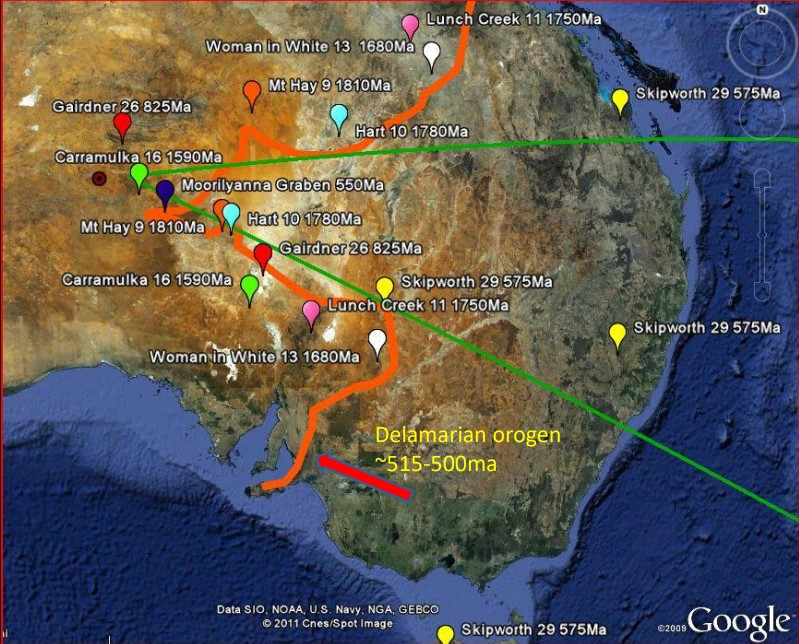 N
Lunch Creek 11 1750Ma
Woman in White 13 1680Ma
Mt Hay 9 1810Ma
Skipworth 29 575Ma
Gairdner 26 825Ma
Hart 10 1780Ma
Carramulka 16 1590Ma
Moorilyanna Graben 550Ma
Mt Hay 9 1810Ma
Hart 10 1780Ma
Gairdner 26 825Ma
Carramulka 16 1590Ma
Skipworth 29 575Ma
Lunch Creek 11 1750Ma
Skipworth 29 575Ma
Woman in White 13 1680Ma
Delamarian orogen
~515-500ma
Data SIO, NOAA, U.S. Navy, NGA, GEBCO
© 2011 Cnes/Spot Image
©2009 Google
Skipworth 29 575Ma